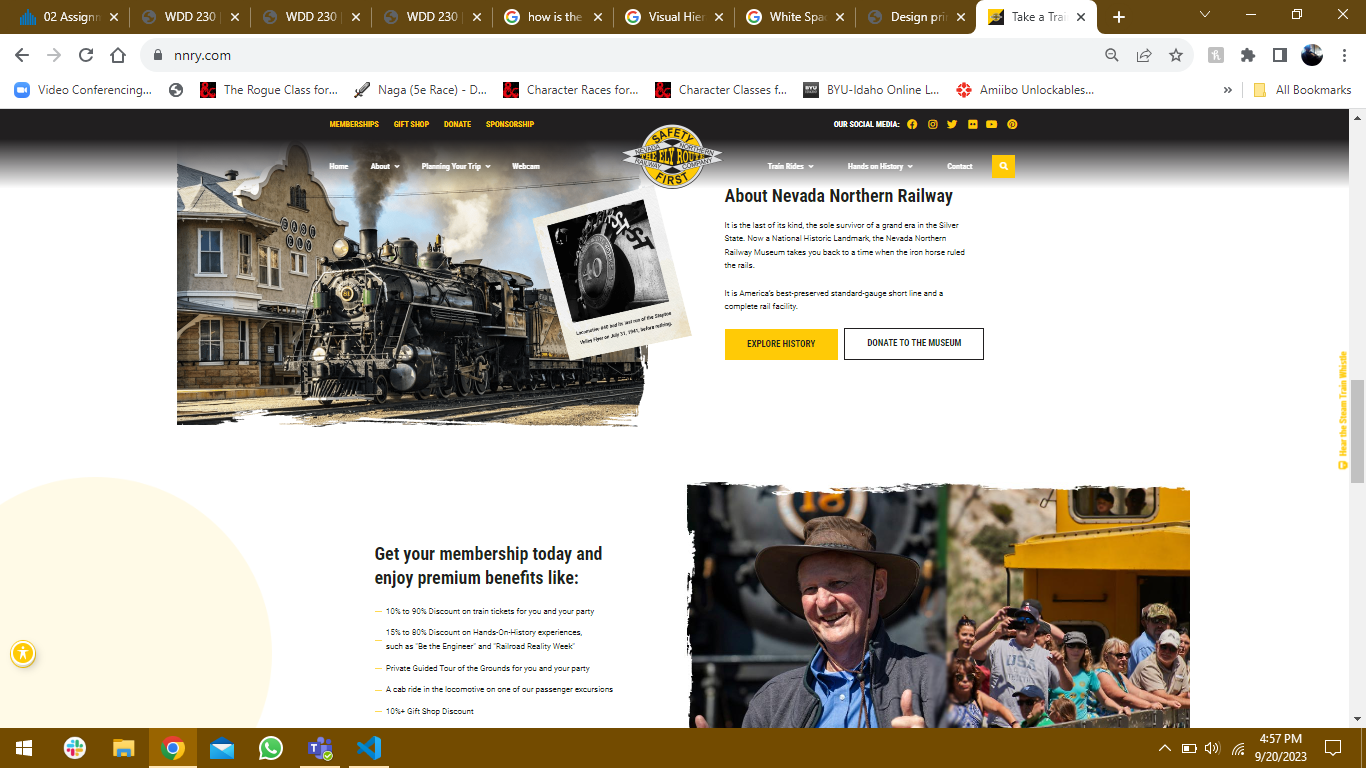 02 Assignm
WDD 230 |
WDD 230 |
WDD 230 |
how is the
Visual Hier
White Spac
Design prin
Take a Trai
nnry.com
Video Conferencing...
The Rogue Class for...
Naga (5e Race) - D...
Character Races for...
Character Classes f...
BYU-Idaho Online L...
Amiibo Unlockables...
»
All Bookmarks
MEMBERSHIPS GIFT SHOP DONATE SPONSORSHIP
OUR SOCIAL MEDIA:
Home About Planning Your Trip Webcam
SAFETY
NEVADA NORTHERN
THE ELY ROUTE
RAILWAY COMPANY
FIRST
Train Rides Hands on History Contact
EAST
ELY
81
40
Locomotive #40 had its last run of the Steptoe
Valley Flyer on July 31, 1941, before retiring.
About Nevada Northern Railway
It is the last of its kind, the sole survivor of a grand era in the Silver
State. Now a National Historic Landmark, the Nevada Northern
Railway Museum takes you back to a time when the iron horse ruled
the rails.
It is America's best-preserved standard-gauge short line and a
complete rail facility.
EXPLORE HISTORY
DONATE TO THE MUSEUM
Hear the Steam Train Whistle
Get your membership today and
enjoy premium benefits like:
10% to 90% Discount on train tickets for you and your party
15% to 80% Discount on Hands-On-History experiences,
such as "Be the Engineer" and "Railroad Reality Week"
Private Guided Tour of the Grounds for you and your party
A cab ride in the locomotive on one of our passenger excursions
10%+ Gift Shop Discount
18
USA
4:57 PM
9/20/2023